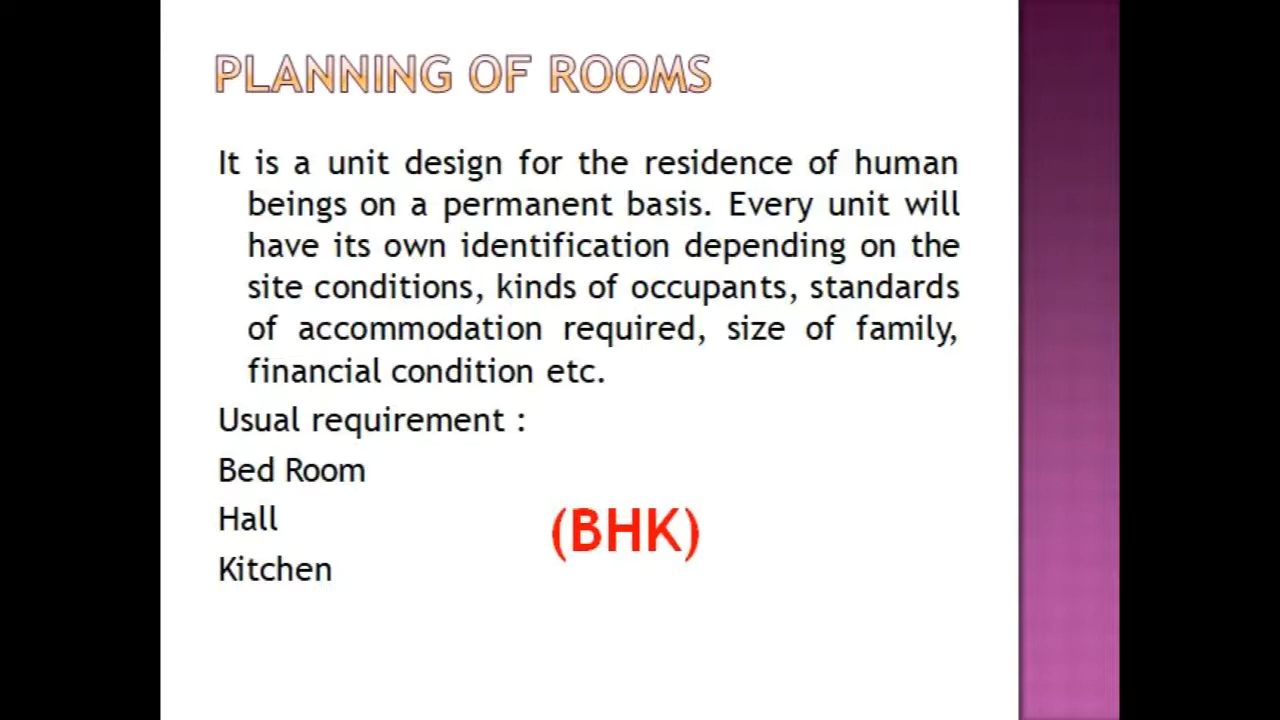 PLANNING OF ROOMS
It is a unit design for the residence of human
beings on a permanent basis. Every unit will
have its own identification depending on the
site conditions, kinds of occupants, standards
of accommodation required, size of family,
financial condition etc.
Usual requirement :
Bed Room
Hall
(BHK)
Kitchen